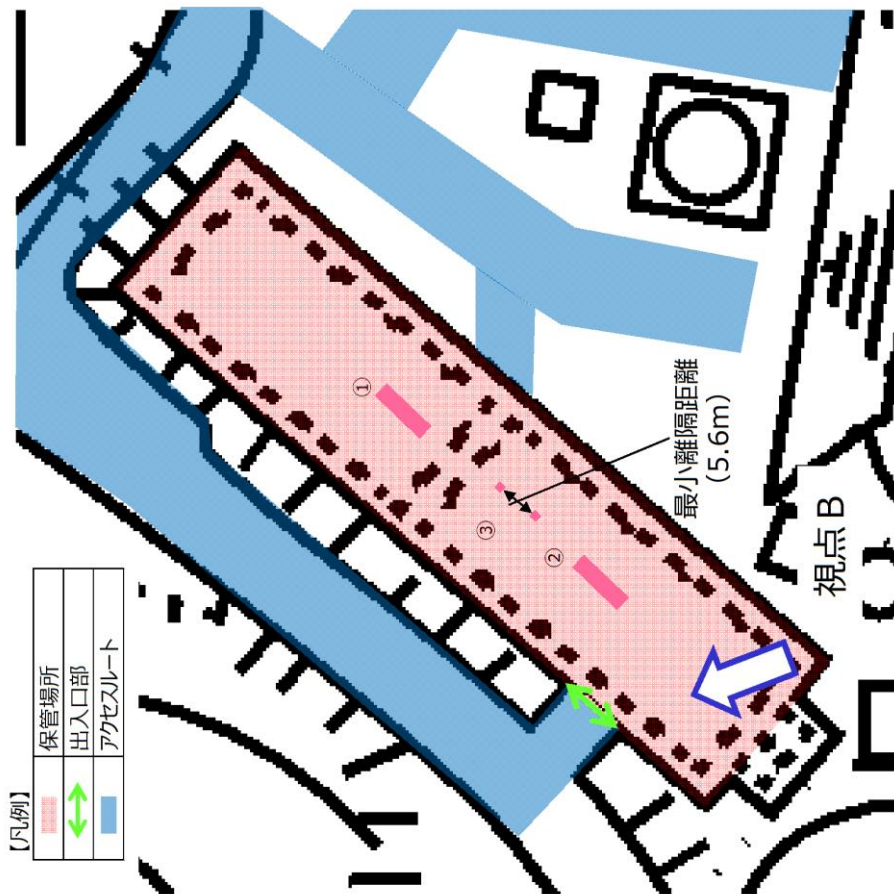 【凡例】
保管場所
出入口部
アクセスルート
①
②
③
最小離隔距離
（5.6m）
視点B